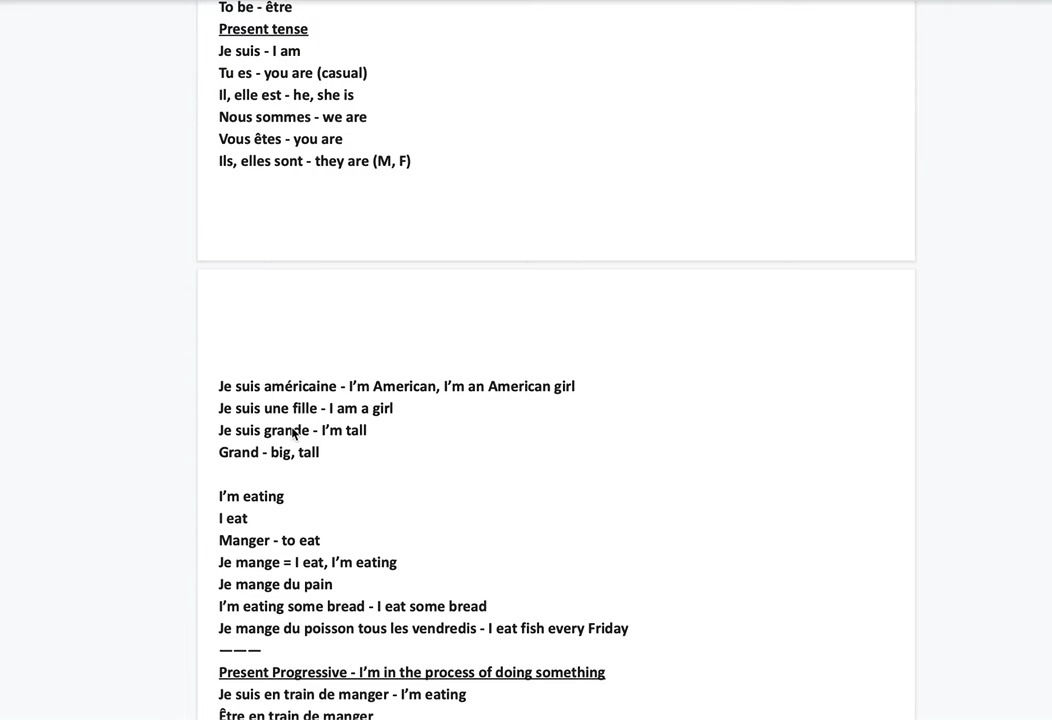 To be - être
Present tense
Je suis - I am
Tu es - you are (casual)
Il, elle est - he, she is
Nous sommes - we are
Vous êtes - you are
Ils, elles sont - they are (M, F)
Je suis américaine - I’m American, I’m an American girl
Je suis une fille - I am a girl
Je suis grande - I’m tall
Grand - big, tall
I’m eating
I eat
Manger - to eat
Je mange = I eat, I’m eating
Je mange du pain
I’m eating some bread - I eat some bread
Je mange du poisson tous les vendredis - I eat fish every Friday
———
Present Progressive - I’m in the process of doing something
Je suis en train de manger - I’m eating
Être en train de manger